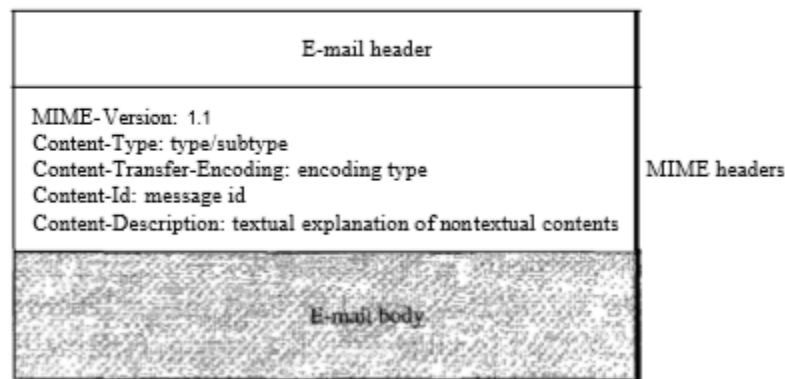 E-mail header
MIME-Version: 1.1
Content-Type: type/subtype
Content-Transfer-Encoding: encoding type
MIME headers
Content-Id: message id
Content-Description: textual explanation of nontextual contents
E-mail body